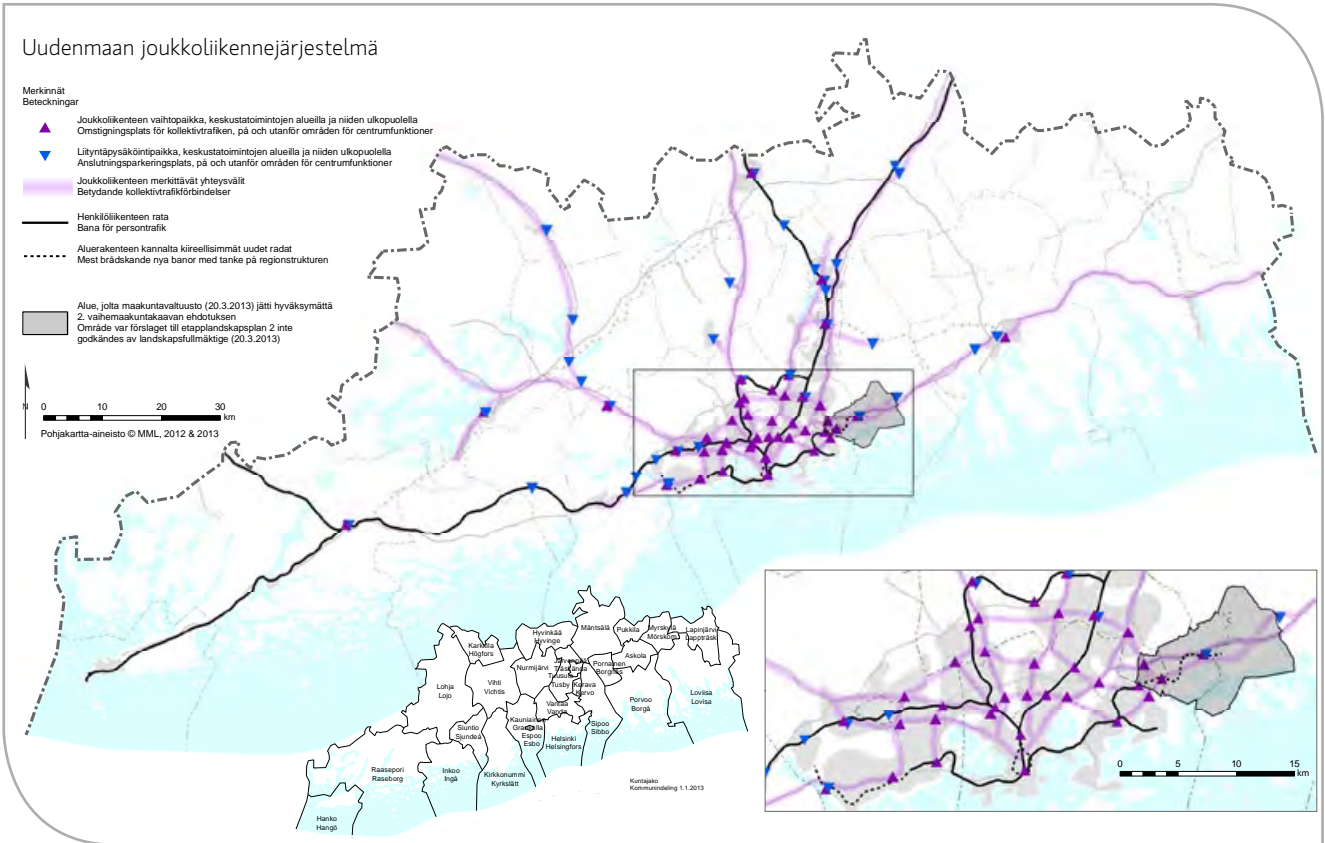 Uudenmaan joukkoliikennejärjestelmä
Merkinnät
Beteckningar
Joukkoliikenteen vaihtopaikka, keskustatoimintojen alueilla ja niiden ulkopuolella
Omstigningsplats för kollektivtrafiken, på och utanför områden för centrumfunktioner
Liityntäpysäköintipaikka, keskustatoimintojen alueilla ja niiden ulkopuolella
Anslutningsparkeringsplats, på och utanför områden för centrumfunktioner
Joukkoliikenteen merkittävät yhteysvälit
Betydande kollektivtrafikförbindelser
Henkilöliikenteen rata
Bana för persontrafik
Aluerakenteen kannalta kiireellisimmät uudet radat
Mest brådskande nya banor med tanke på regionstrukturen
Alue, jolta maakuntavaltuusto (20.3.2013) jätti hyväksymättä
2. vaihemaakuntakaavan ehdotuksen
Område var förslaget till etapplandskapsplan 2 inte
godkändes av landskapsfullmäktige (20.3.2013)
N
0 10 20 30
km
Pohjakartta-aineisto © MML, 2012 & 2013
Mäntsälä
Pukkila
Myrskylä
Mörskom
Lapinjärvi
Lappträsk
Hyvinkää
Hyvinge
Karkkila
Högfors
Askola
Järvenpää
Träskända
Pornainen
Borgnäs
Nurmijärvi
Tuusula
Tusby
Kerava
Kervo
Vihti
Vichtis
Lohja
Lojo
Porvoo
Borgå
Loviisa
Lovisa
Vantaa
Vanda
Kauniainen
Grankulla
Espoo
Esbo
Sipoo
Sibbo
Siuntio
Sjundeå
Helsinki
Helsingfors
Raasepori
Raseborg
Inkoo
Ingå
Kirkkonummi
Kyrkslätt
Hanko
Hangö
Kuntajako
Kommunindeling 1.1.2013
0 5 10 15
km